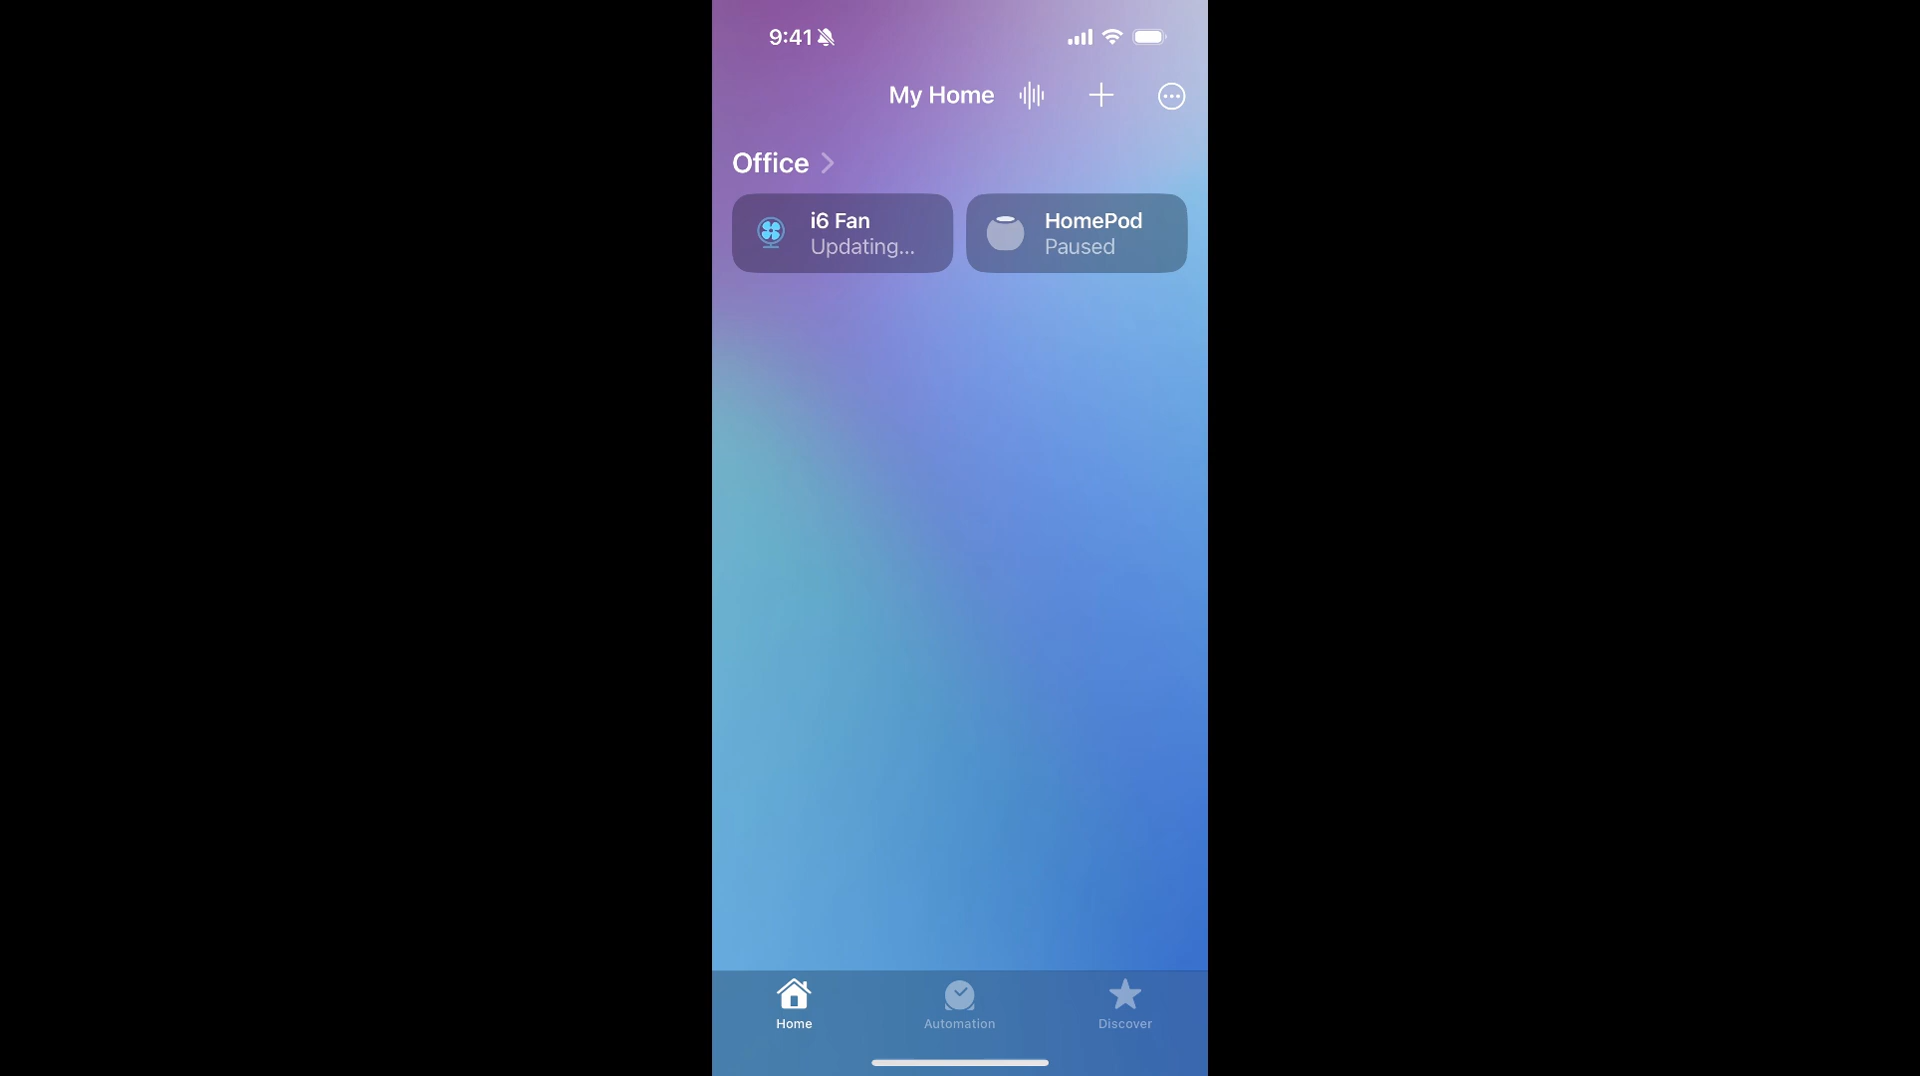 9:41
My Home
Office
i6 Fan
Updating...
HomePod
Paused
Home
Automation
Discover